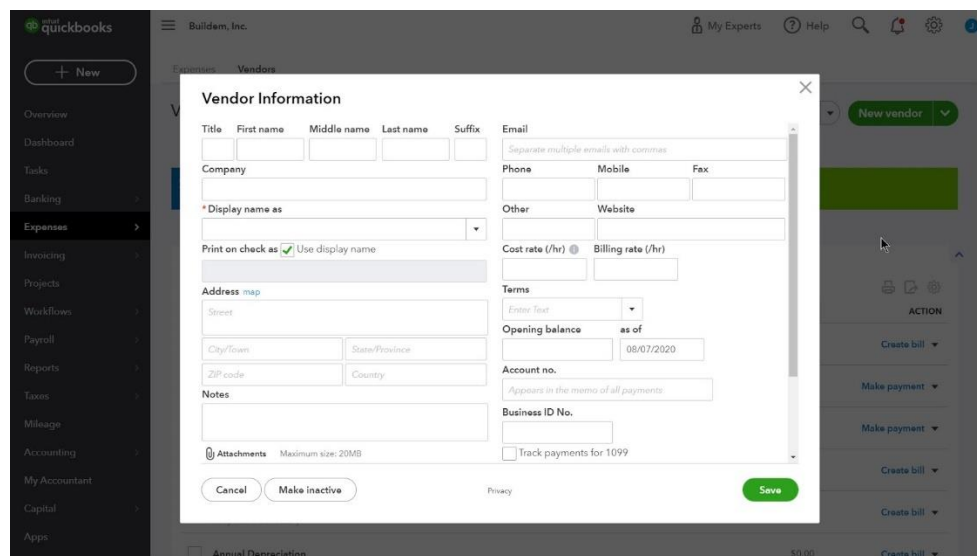 intuit
qb quickbooks
Buildem, Inc.
My Experts
Help
+ New
Expenses Vendors
New vendor
Overview
Dashboard
Tasks
Banking
Expenses
Invoicing
Projects
Workflows
Payroll
Reports
Taxes
Mileage
Accounting
My Accountant
Capital
Apps
Vendor Information
Title First name Middle name Last name Suffix
Company
* Display name as
Print on check as Use display name
Address map
Street
City/Town State/Province
ZIP code Country
Notes
Attachments Maximum size: 20MB
Email
Separate multiple emails with commas
Phone Mobile Fax
Other Website
Cost rate (/hr) Billing rate (/hr)
Terms
Enter Text
Opening balance as of
08/07/2020
Account no.
Appears in the memo of all payments
Business ID No.
Track payments for 1099
Cancel Make inactive Privacy Save
ACTION
Create bill
Make payment
Make payment
Create bill
Create bill
Annual Depreciation $0.00 Create bill